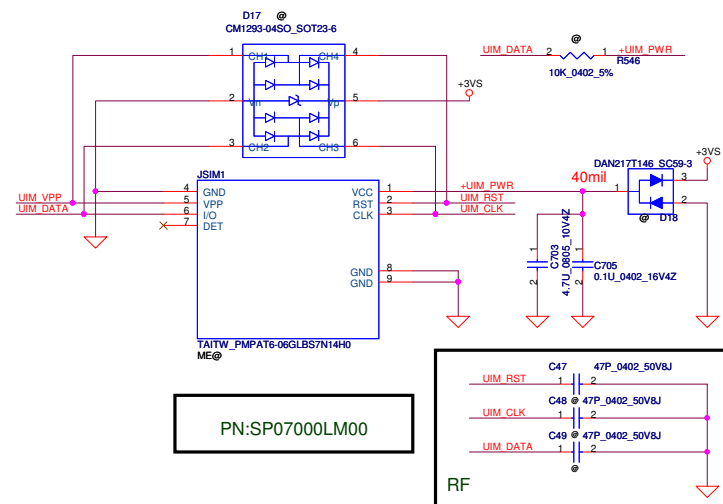 D17 @
CM1293-04SO_SOT23-6
1 CH1 CH4 4
2 Vn Vp 5
3 CH2 CH3 6
+3VS
@
UIM_DATA 2 1 +UIM_PWR
R546
10K_0402_5%
JSIM1
UIM_VPP
UIM_DATA
4 GND
5 VPP
6 I/O
7 DET
VCC 1 +UIM_PWR
RST 2 UIM_RST
CLK 3 UIM_CLK
GND 8
GND 9
TAITW_PMPAT6-06GLBS7N14H0
ME@
40mil
DAN217T146_SC59-3
+3VS
1
3
2
@ D18
1
2
C703
4.7U_0805_10V4Z
1
2
C705
0.1U_0402_16V4Z
PN:SP07000LM00
C47 47P_0402_50V8J
UIM_RST 1 2
C48 @ 47P_0402_50V8J
UIM_CLK 1 2
C49 @ 47P_0402_50V8J
UIM_DATA 1 2
@
RF